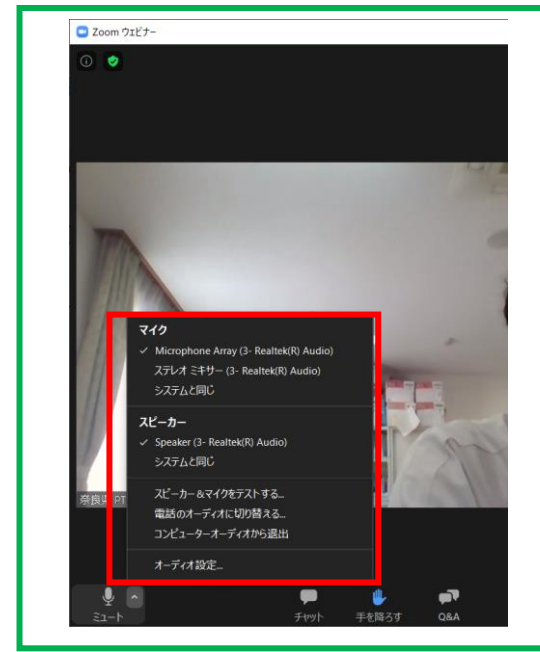 Zoom ウェビナー
マイク
Microphone Array (3- Realtek(R) Audio)
ステレオ ミキサー (3- Realtek(R) Audio)
システムと同じ
スピーカー
Speaker (3- Realtek(R) Audio)
システムと同じ
スピーカー&マイクをテストする...
電話のオーディオに切り替える...
コンピューターオーディオから退出
オーディオ設定...
奈良県 PT
ミュート
チャット
手を降ろす
Q&A